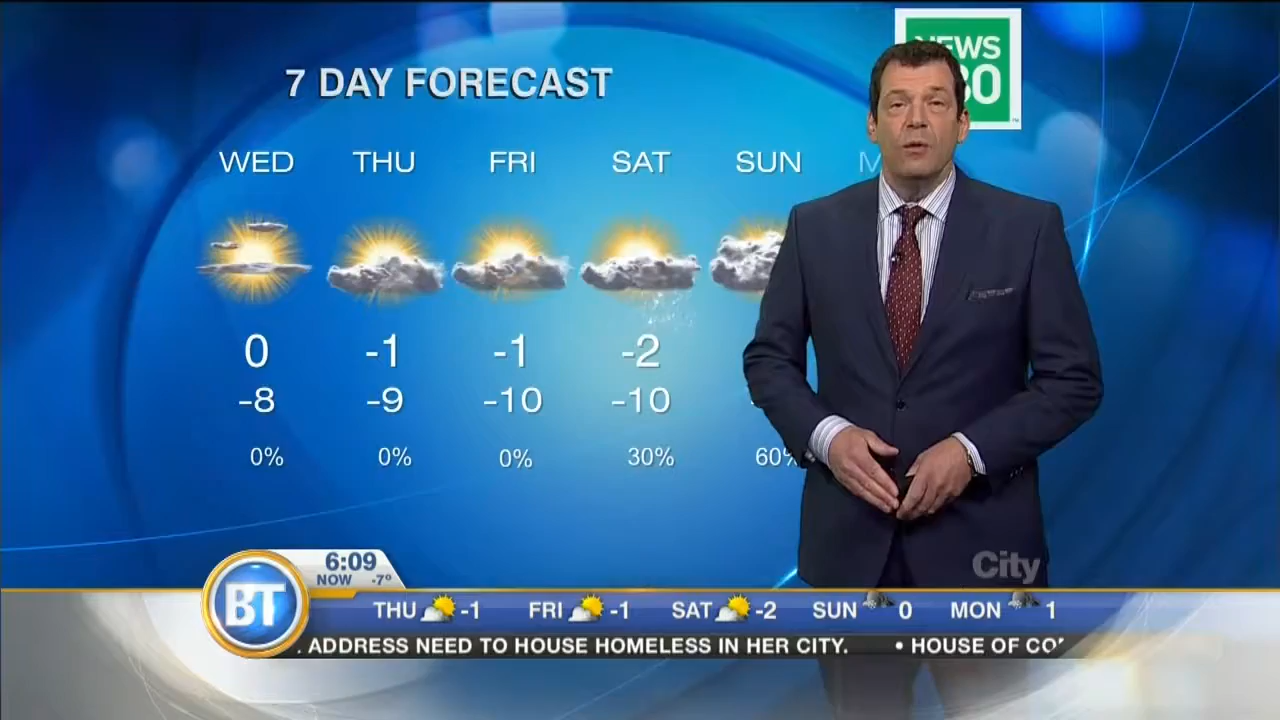 NEWS
7 DAY FORECAST
WED THU FRI SAT SUN
0 -1 -1 -2
-8 -9 -10 -10
0% 0% 0% 30% 60%
City
6:09
NOW -7°
BT
THU -1 FRI -1 SAT -2 SUN 0 MON 1
. ADDRESS NEED TO HOUSE HOMELESS IN HER CITY. • HOUSE OF